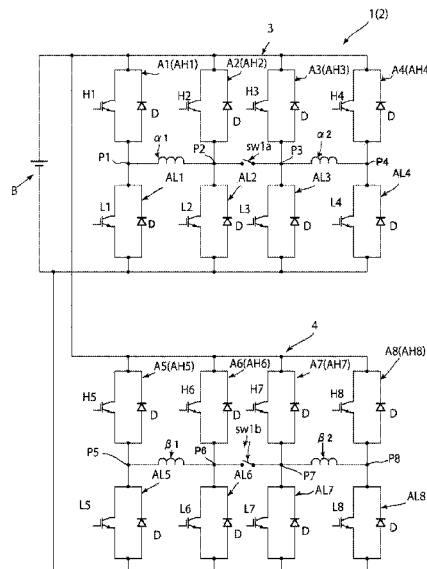 3
1(2)
A1(AH1)
A2(AH2)
A3(AH3)
A4(AH4)
H1
H2
H3
H4
D
D
D
D
α1
sw1a
α2
P1
P2
P3
P4
B
AL1
AL2
AL3
AL4
L1
L2
L3
L4
D
D
D
D
4
A5(AH5)
A6(AH6)
A7(AH7)
A8(AH8)
H5
H6
H7
H8
D
D
D
D
β1
sw1b
β2
P5
P6
P7
P8
AL5
AL6
AL7
AL8
L5
L6
L7
L8
D
D
D
D